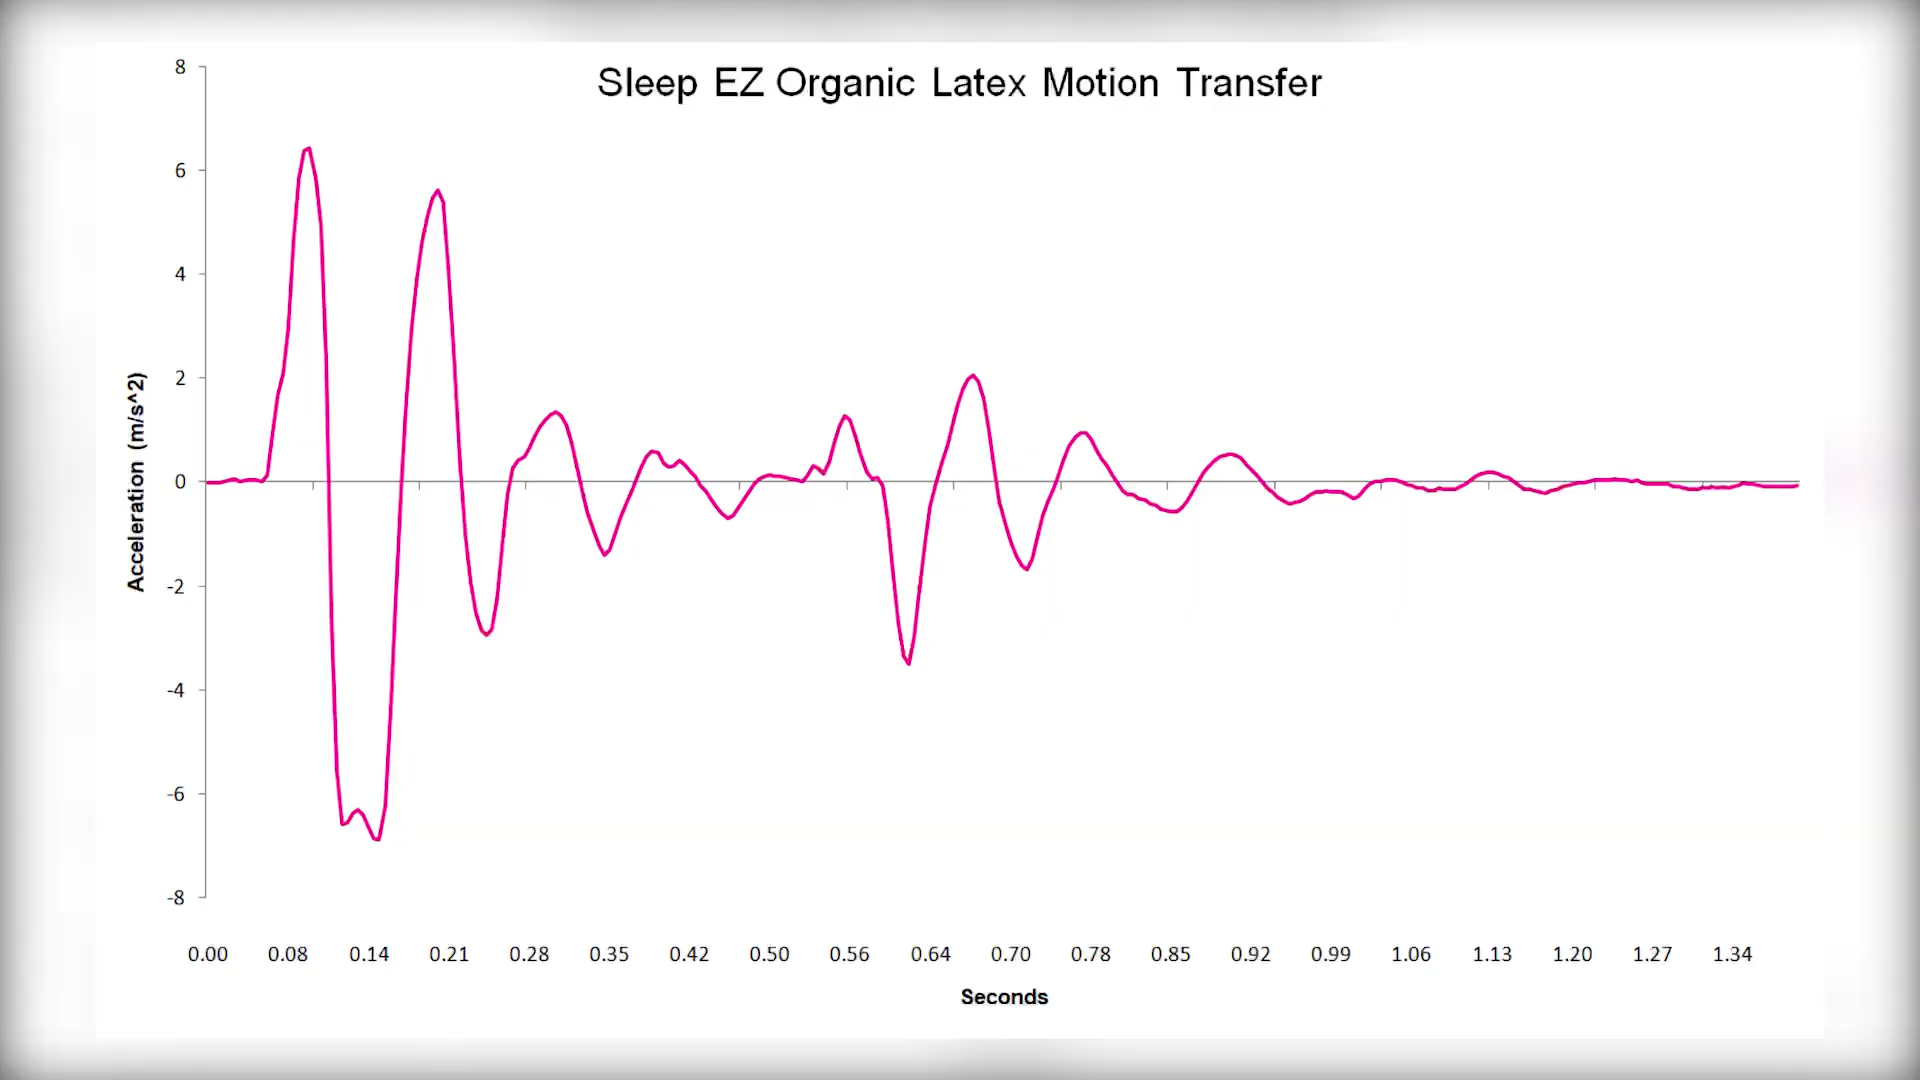 Sleep EZ Organic Latex Motion Transfer
8
6
4
2
0
-2
-4
-6
-8
Acceleration (m/s^2)
0.00 0.08 0.14 0.21 0.28 0.35 0.42 0.50 0.56 0.64 0.70 0.78 0.85 0.92 0.99 1.06 1.13 1.20 1.27 1.34
Seconds